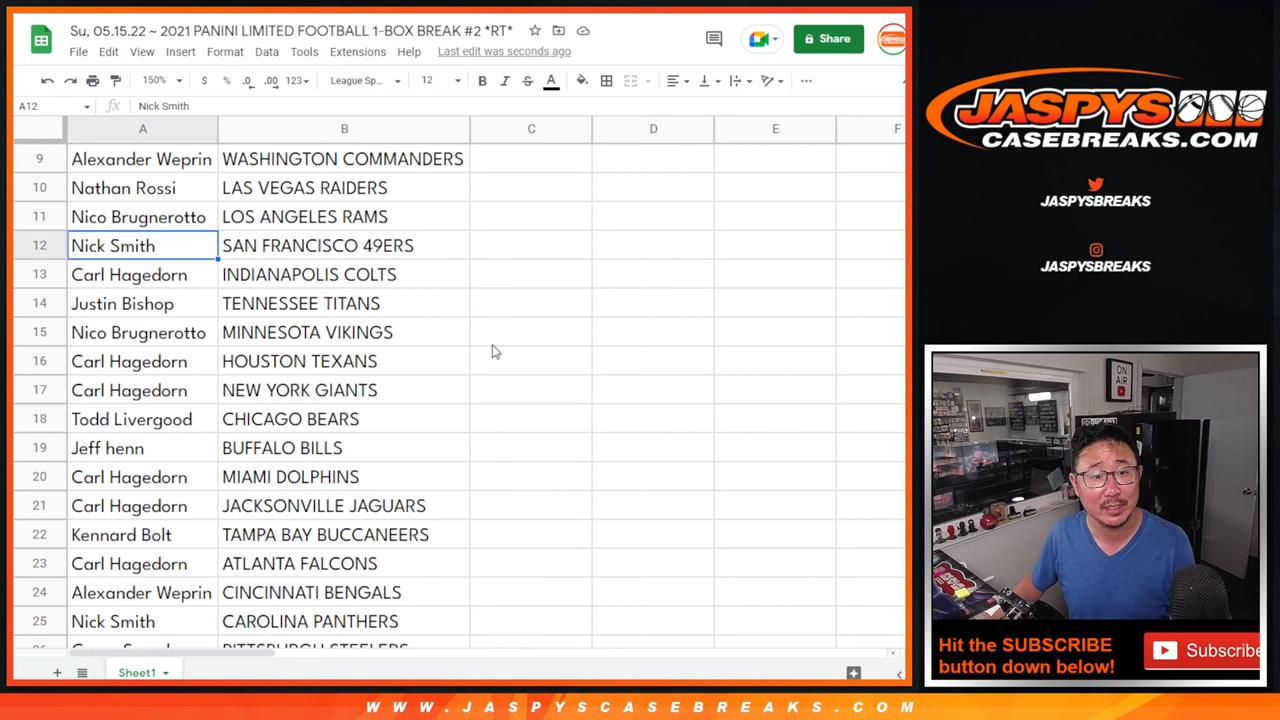 Su, 05.15.22 ~ 2021 PANINI LIMITED FOOTBALL 1-BOX BREAK #2 *RT*
File Edit View Insert Format Data Tools Extensions Help Last edit was seconds ago
Share
150% $ % .0 .00 123 League Sp... 12 B I S A
A12 fx Nick Smith
A B C D E F
9 Alexander Weprin WASHINGTON COMMANDERS
10 Nathan Rossi LAS VEGAS RAIDERS
11 Nico Brugnerotto LOS ANGELES RAMS
12 Nick Smith SAN FRANCISCO 49ERS
13 Carl Hagedorn INDIANAPOLIS COLTS
14 Justin Bishop TENNESSEE TITANS
15 Nico Brugnerotto MINNESOTA VIKINGS
16 Carl Hagedorn HOUSTON TEXANS
17 Carl Hagedorn NEW YORK GIANTS
18 Todd Livergood CHICAGO BEARS
19 Jeff henn BUFFALO BILLS
20 Carl Hagedorn MIAMI DOLPHINS
21 Carl Hagedorn JACKSONVILLE JAGUARS
22 Kennard Bolt TAMPA BAY BUCCANEERS
23 Carl Hagedorn ATLANTA FALCONS
24 Alexander Weprin CINCINNATI BENGALS
25 Nick Smith CAROLINA PANTHERS
PITTSBURGH STEELERS
Sheet1
JASPYS
CASEBREAKS.COM
JASPYSBREAKS
JASPYSBREAKS
ON
AIR
Hit the SUBSCRIBE
button down below!
Subscribe
WWW.JASPYSCASEBREAKS.COM